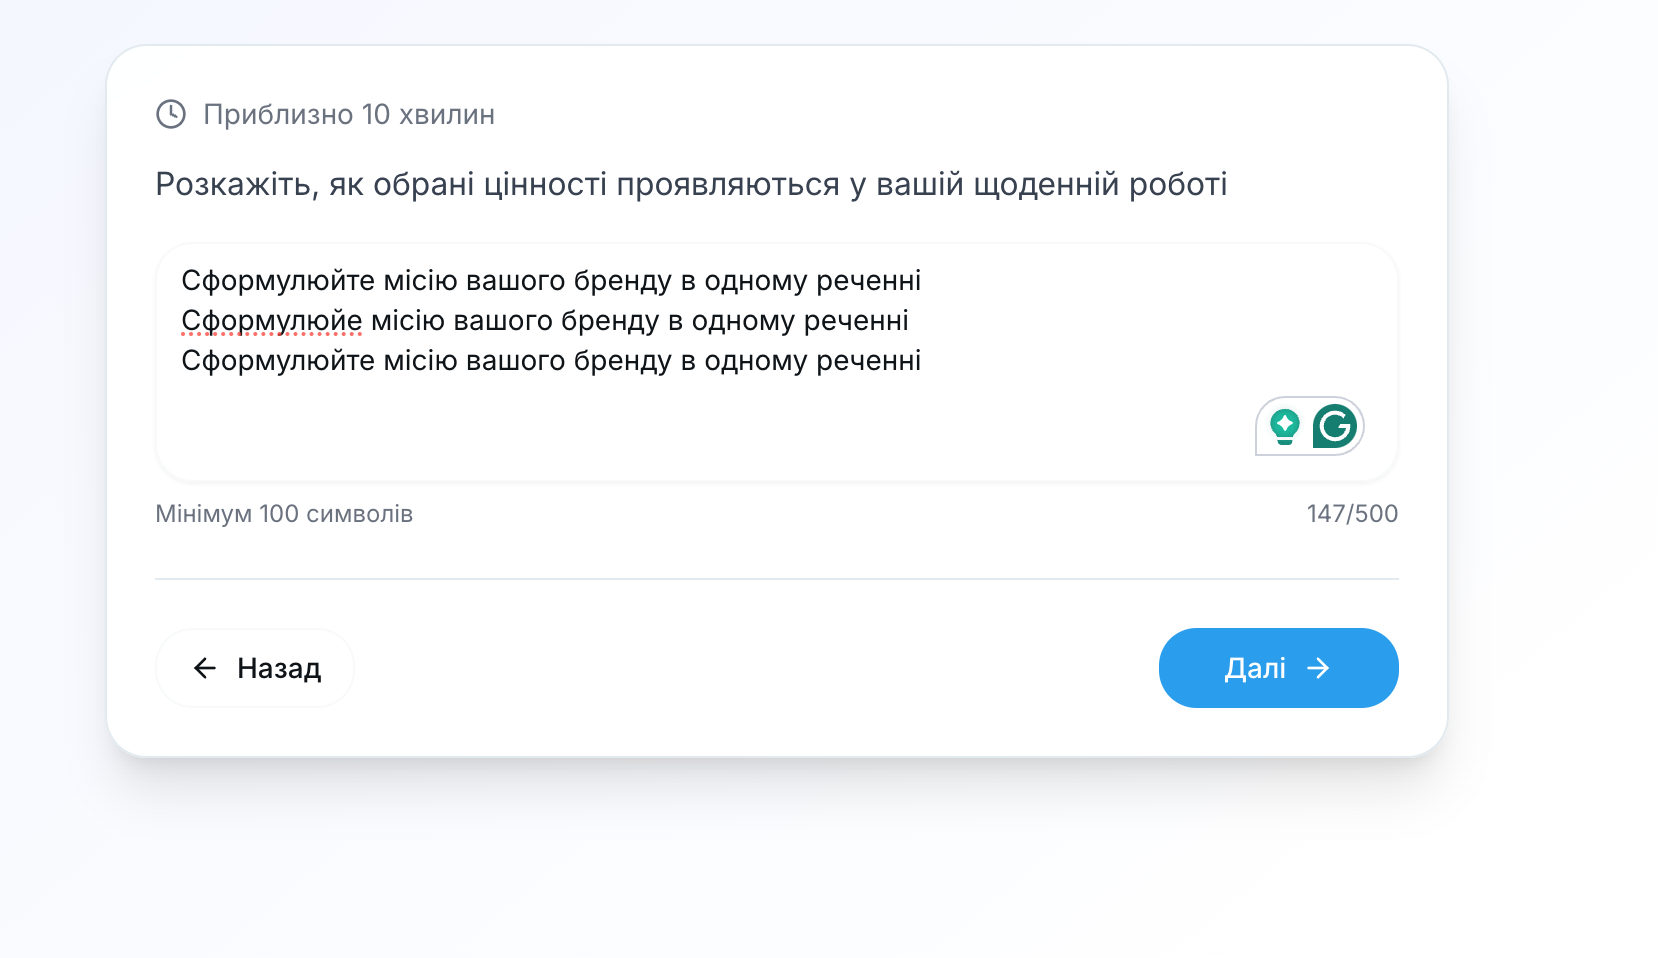 Приблизно 10 хвилин
Розкажіть, як обрані цінності проявляються у вашій щоденній роботі
Сформулюйте місію вашого бренду в одному реченні
Сформулюйе місію вашого бренду в одному реченні
Сформулюйте місію вашого бренду в одному реченні
Мінімум 100 символів
147/500
Назад
Далі